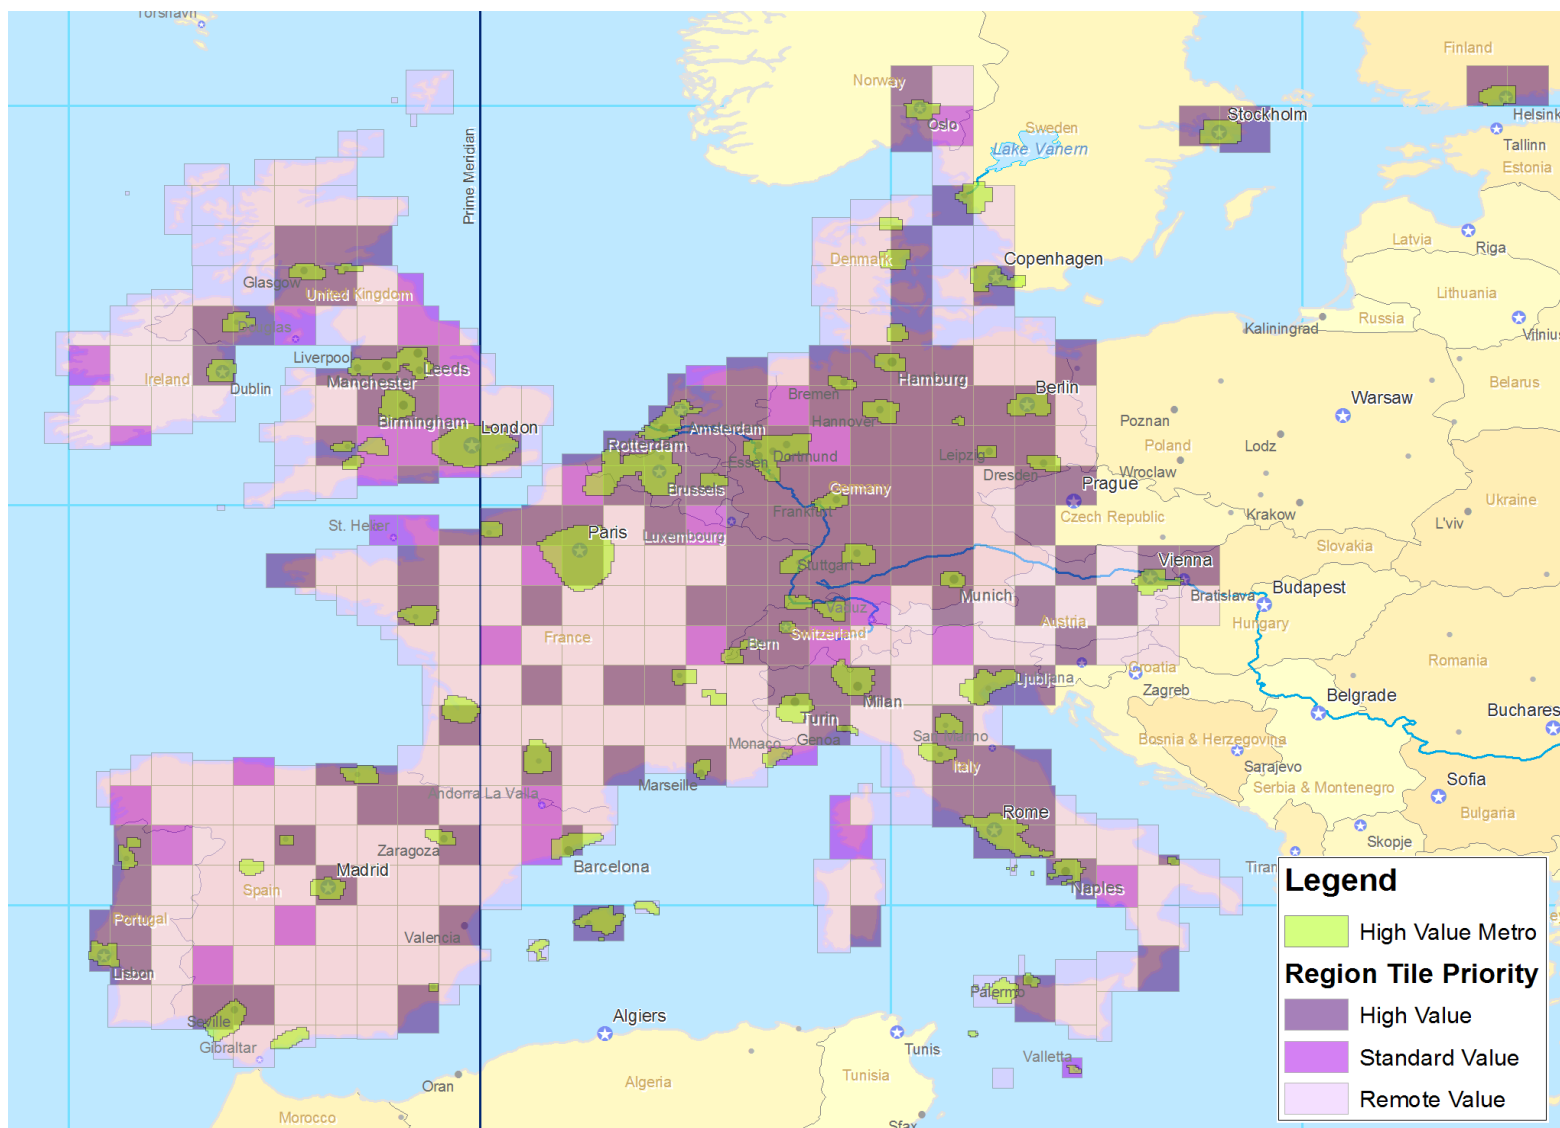 Torshavn
Finland
Norway
Helsink
Stockholm
Oslo
Sweden
Tallinn
Lake Vanern
Estonia
Prime Meridian
Latvia
Riga
Denmark
Copenhagen
Glasgow
United Kingdom
Lithuania
Kaliningrad
Russia
Vilnius
Douglas
Liverpool
Leeds
Ireland
Manchester
Dublin
Hamburg
Berlin
Belarus
Bremen
Warsaw
Birmingham
London
Amsterdam
Hannover
Poznan
Rotterdam
Poland
Lodz
Essen
Dortmund
Leipzig
Dresden
Wroclaw
Brussels
Germany
Prague
Ukraine
Frankfurt
Czech Republic
Krakow
L'viv
St. Helier
Paris
Luxembourg
Slovakia
Stuttgart
Vienna
Munich
Bratislava
Budapest
Vaduz
Austria
Hungary
France
Switzerland
Bern
Romania
Croatia
Ljubljana
Zagreb
Belgrade
Milan
Turin
Bucharest
San Marino
Monaco
Genoa
Bosnia & Herzegovina
Italy
Sarajevo
Marseille
Sofia
Andorra La Valla
Serbia & Montenegro
Bulgaria
Rome
Skopje
Zaragoza
Barcelona
Tiran
Madrid
Spain
Naples
Portugal
Valencia
Lisbon
Palermo
Seville
Algiers
Gibraltar
Tunis
Valletta
Oran
Algeria
Tunisia
Morocco
Sfax
Legend
High Value Metro
Region Tile Priority
High Value
Standard Value
Remote Value